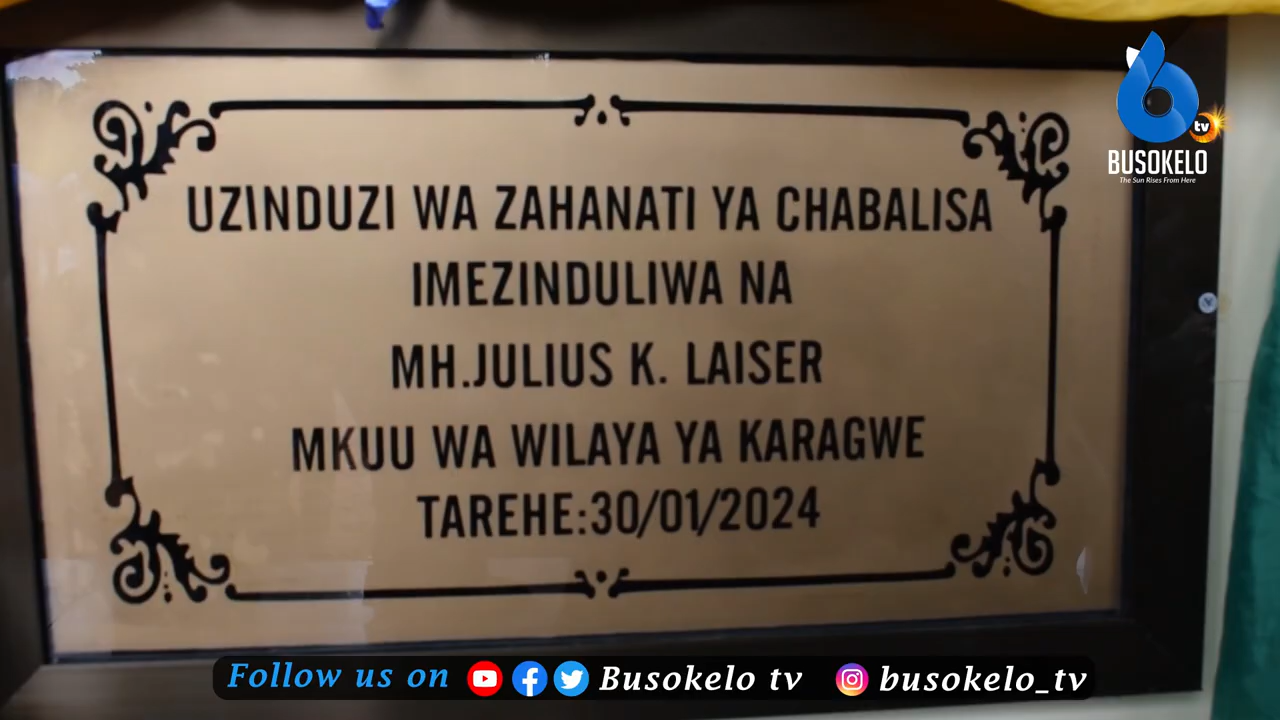 tv
BUSOKELO
The Sun Rises From Here
UZINDUZI WA ZAHANATI YA CHABALISA
IMEZINDULIWA NA
MH.JULIUS K. LAISER
MKUU WA WILAYA YA KARAGWE
TAREHE:30/01/2024
Follow us on Busokelo tv busokelo_tv